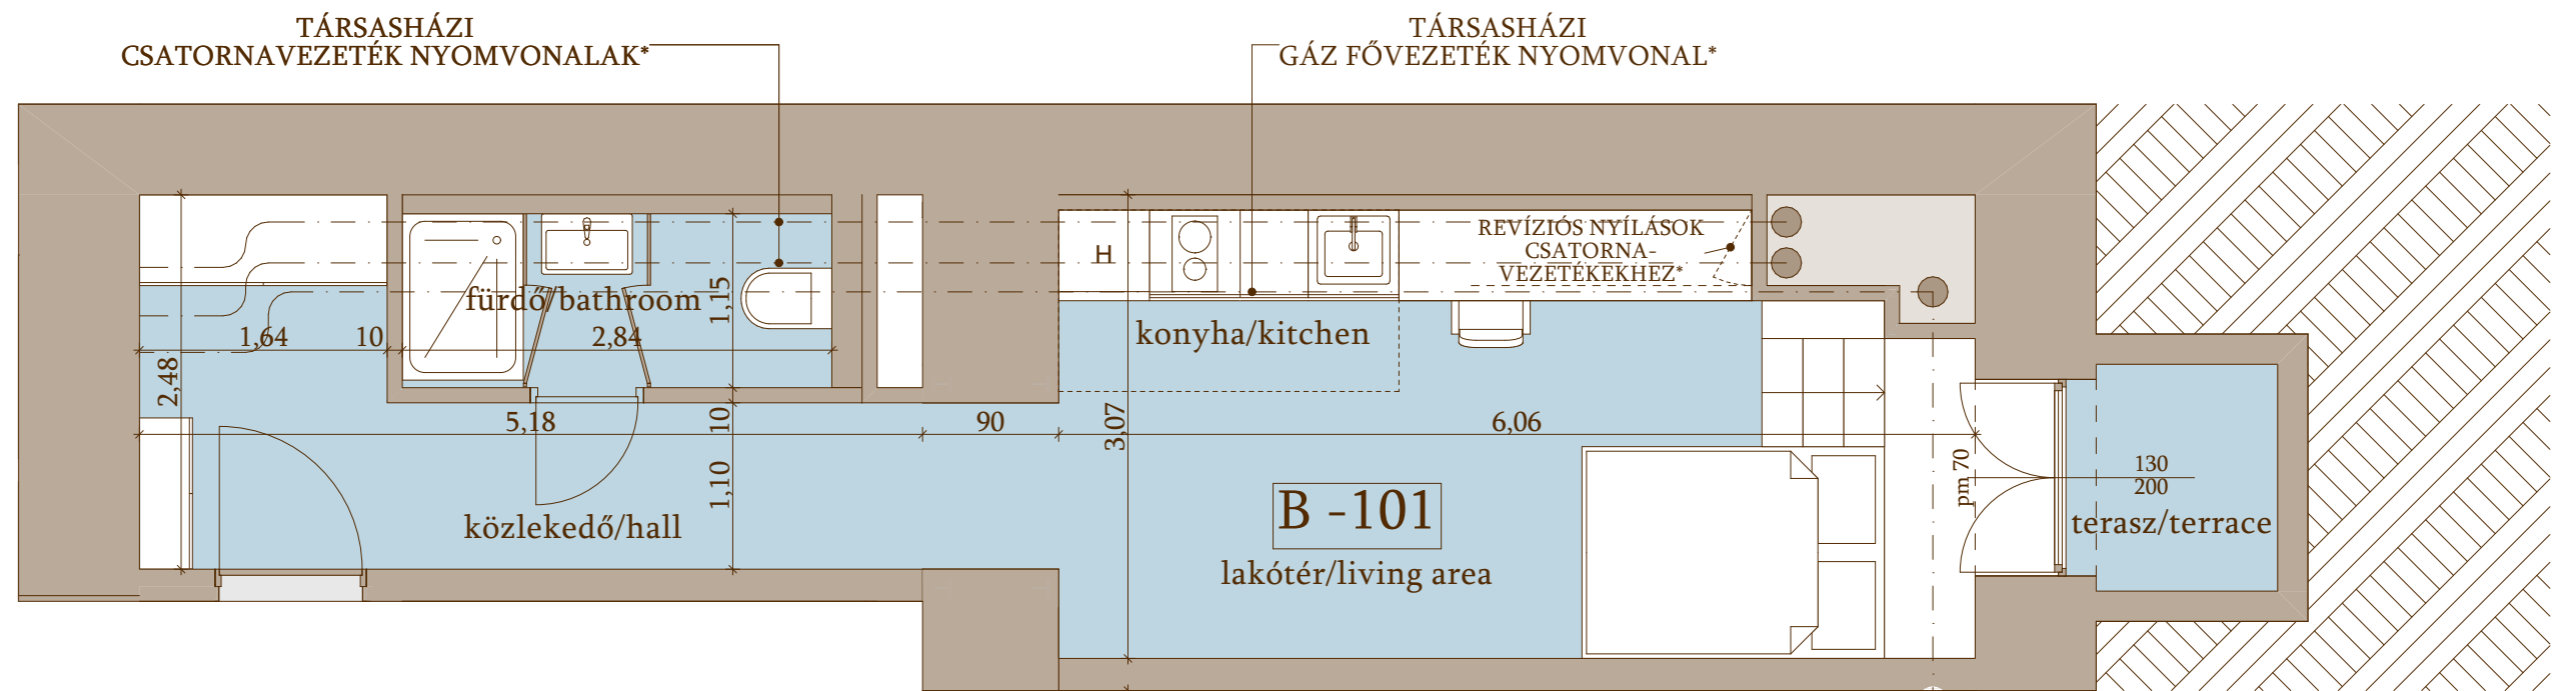 TÁRSASHÁZI
CSATORNAVEZETÉK NYOMVONALAK*
TÁRSASHÁZI
GÁZ FŐVEZETÉK NYOMVONAL*
REVÍZIÓS NYÍLÁSOK
CSATORNA-
VEZETÉKEKHEZ*
H
fürdő/bathroom
1,15
1,64
10
2,84
konyha/kitchen
2,48
5,18
10
90
3,07
6,06
1,10
pm 70
130
200
B -101
közlekedő/hall
terasz/terrace
lakótér/living area